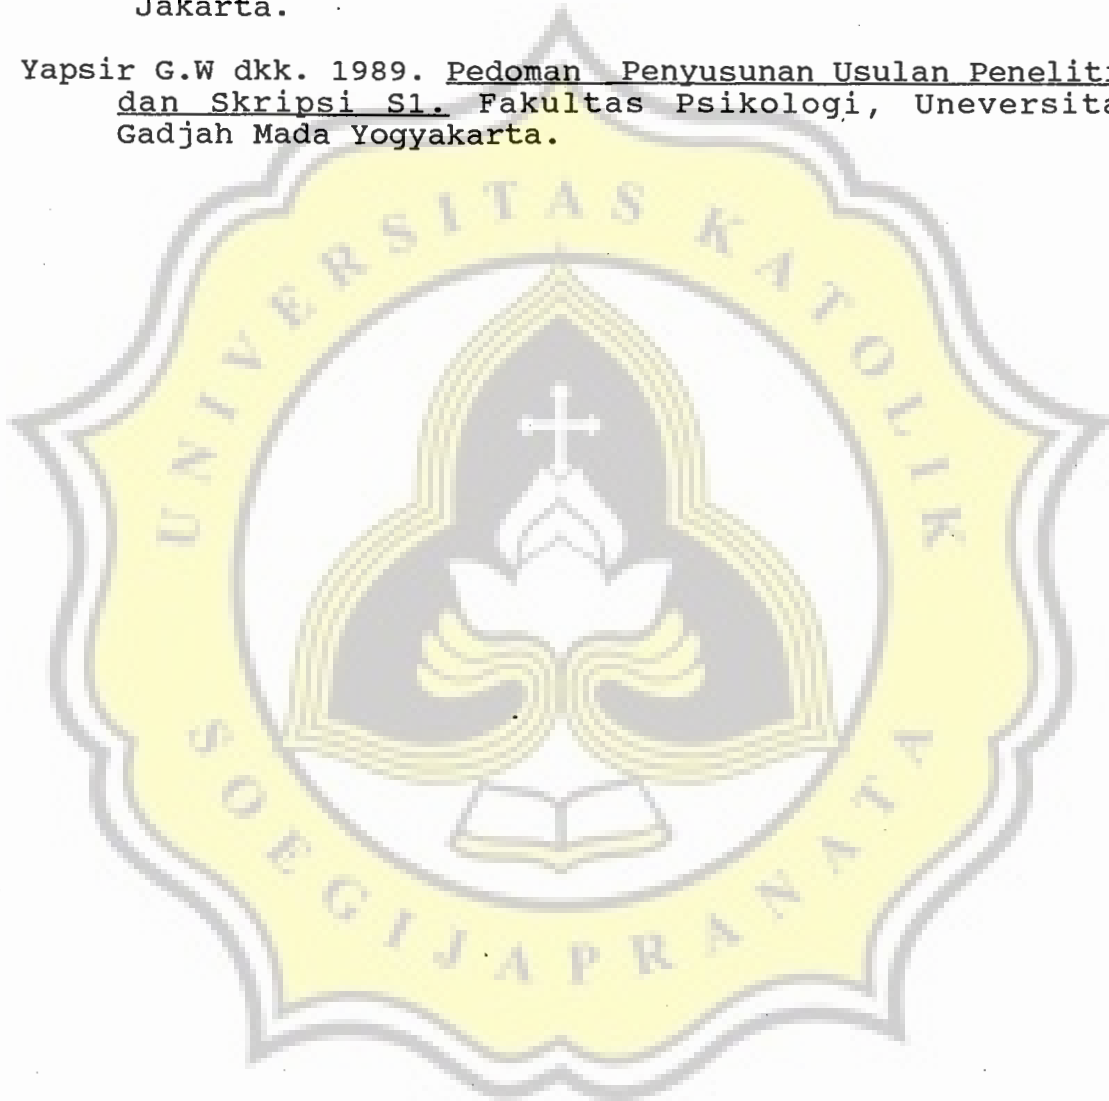 Jakarta.
Yapsir G.W dkk. 1989. Pedoman Penyusunan Usulan Penelit
dan Skripsi S1. Fakultas Psikologi, Uneversita
Gadjah Mada Yogyakarta.
UNIVERSITAS KATOLIK
SOEGIJAPRANATA